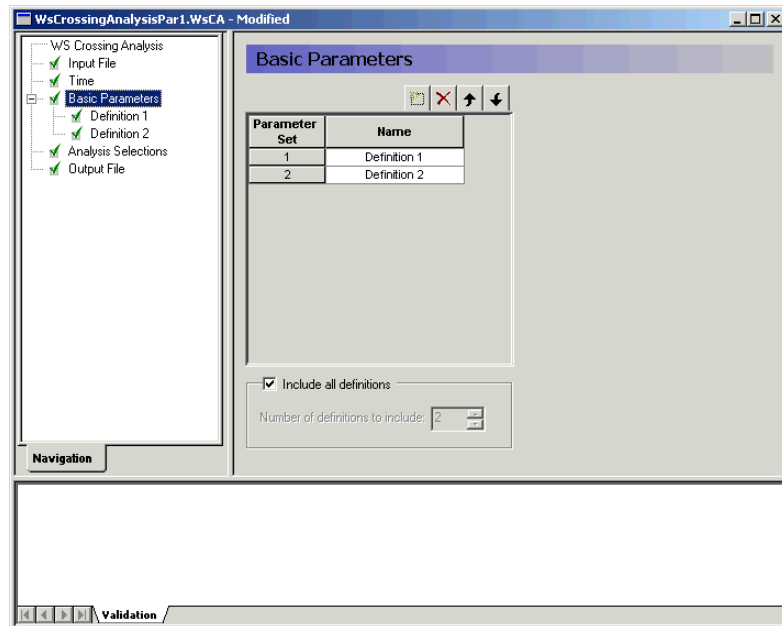 WsCrossingAnalysisPar1.WsCA - Modified
WS Crossing Analysis
Input File
Time
Basic Parameters
Definition 1
Definition 2
Analysis Selections
Output File
Navigation
Basic Parameters
Parameter Set Name
1 Definition 1
2 Definition 2
Include all definitions
Number of definitions to include: 2
Validation